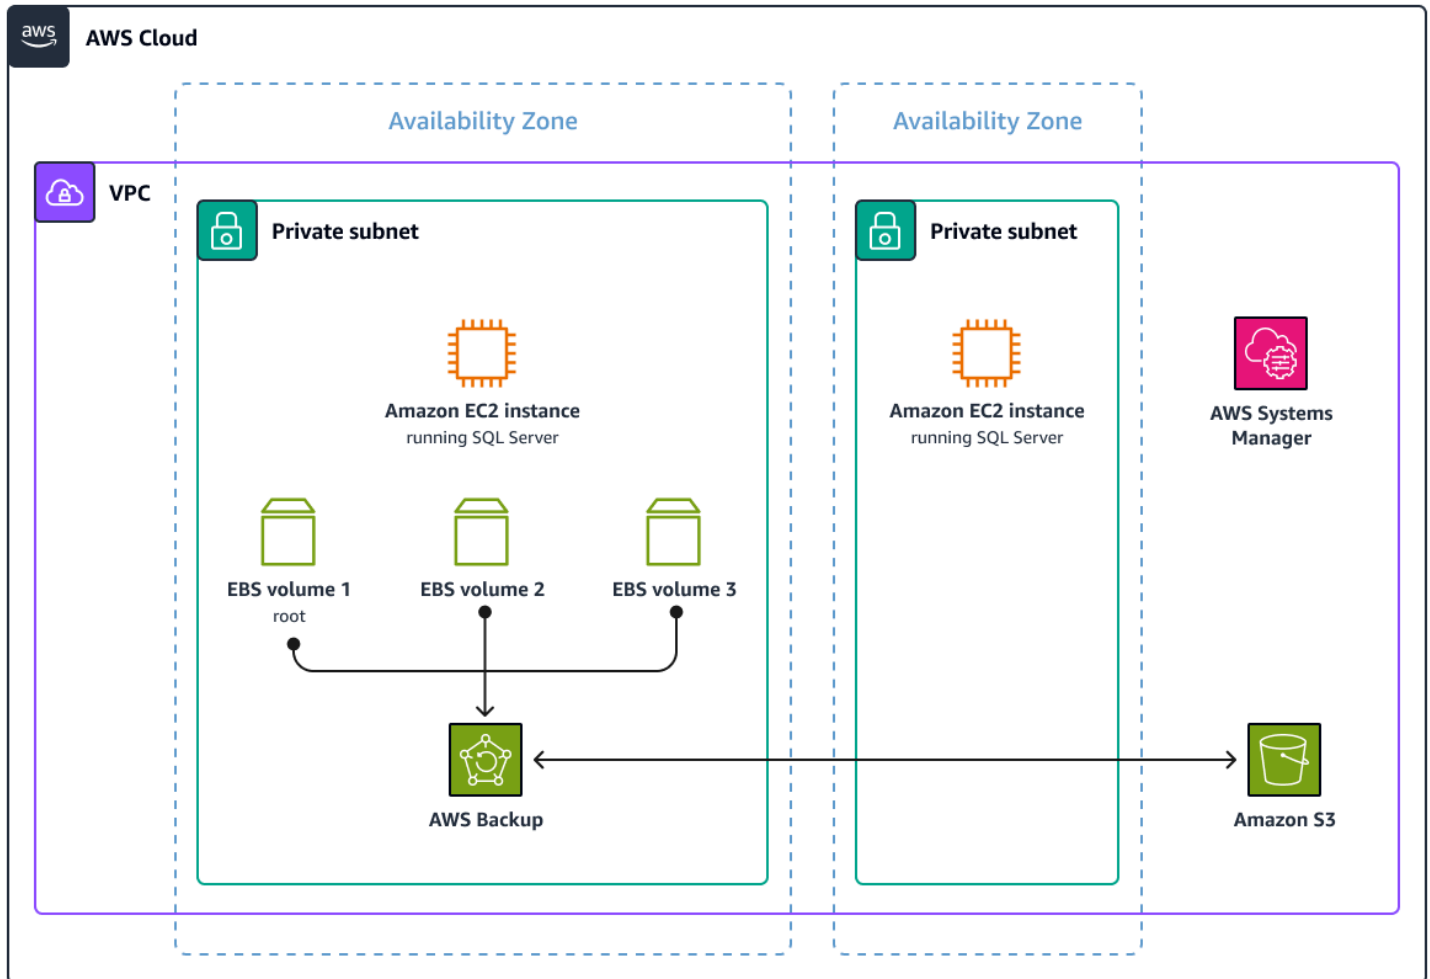 aws
AWS Cloud
Availability Zone
Availability Zone
VPC
Private subnet
Private subnet
Amazon EC2 instance
running SQL Server
Amazon EC2 instance
running SQL Server
AWS Systems
Manager
EBS volume 1
root
EBS volume 2
EBS volume 3
AWS Backup
Amazon S3